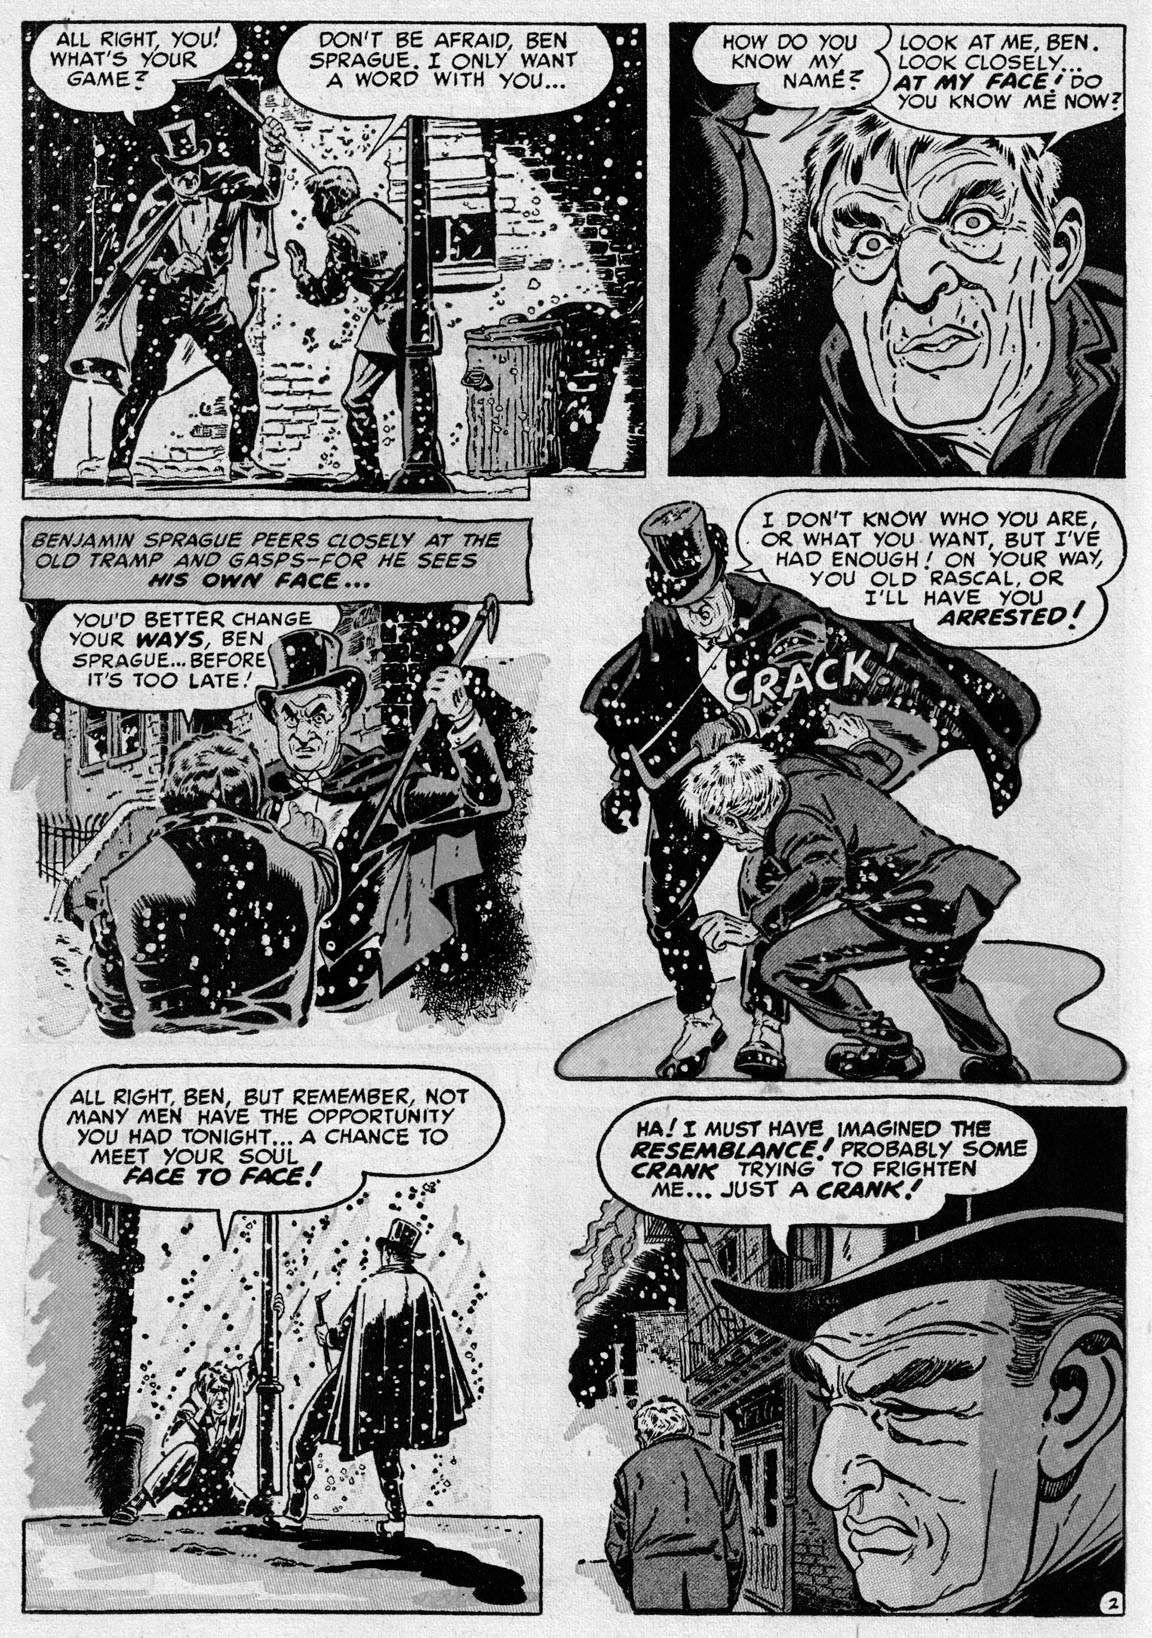 ALL RIGHT, YOU!
WHAT'S YOUR
GAME?
DON'T BE AFRAID, BEN
SPRAGUE. I ONLY WANT
A WORD WITH YOU...
HOW DO YOU
KNOW MY
NAME?
LOOK AT ME, BEN.
LOOK CLOSELY...
AT MY FACE! DO
YOU KNOW ME NOW?
BENJAMIN SPRAGUE PEERS CLOSELY AT THE
OLD TRAMP AND GASPS-FOR HE SEES
HIS OWN FACE...
YOU'D BETTER CHANGE
YOUR WAYS, BEN
SPRAGUE... BEFORE
IT'S TOO LATE!
I DON'T KNOW WHO YOU ARE,
OR WHAT YOU WANT, BUT I'VE
HAD ENOUGH! ON YOUR WAY,
YOU OLD RASCAL, OR
I'LL HAVE YOU
ARRESTED!
CRACK!
ALL RIGHT, BEN, BUT REMEMBER, NOT
MANY MEN HAVE THE OPPORTUNITY
YOU HAD TONIGHT... A CHANCE TO
MEET YOUR SOUL
FACE TO FACE!
HA! I MUST HAVE IMAGINED THE
RESEMBLANCE! PROBABLY SOME
CRANK TRYING TO FRIGHTEN
ME... JUST A CRANK!
2